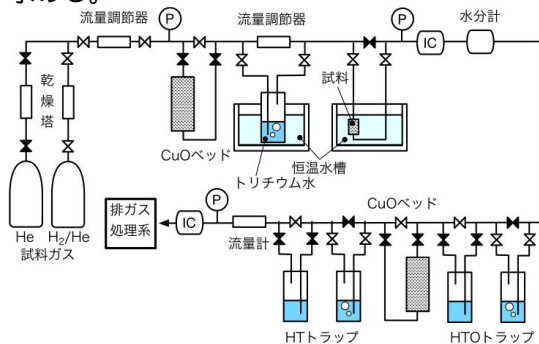 流量調節器
P
流量調節器
P
IC
水分計
乾燥塔
試料
CuOベッド
恒温水槽
トリチウム水
He
H2/He
試料ガス
排ガス
処理系
IC
P
流量計
CuOベッド
HTトラップ
HTOトラップ